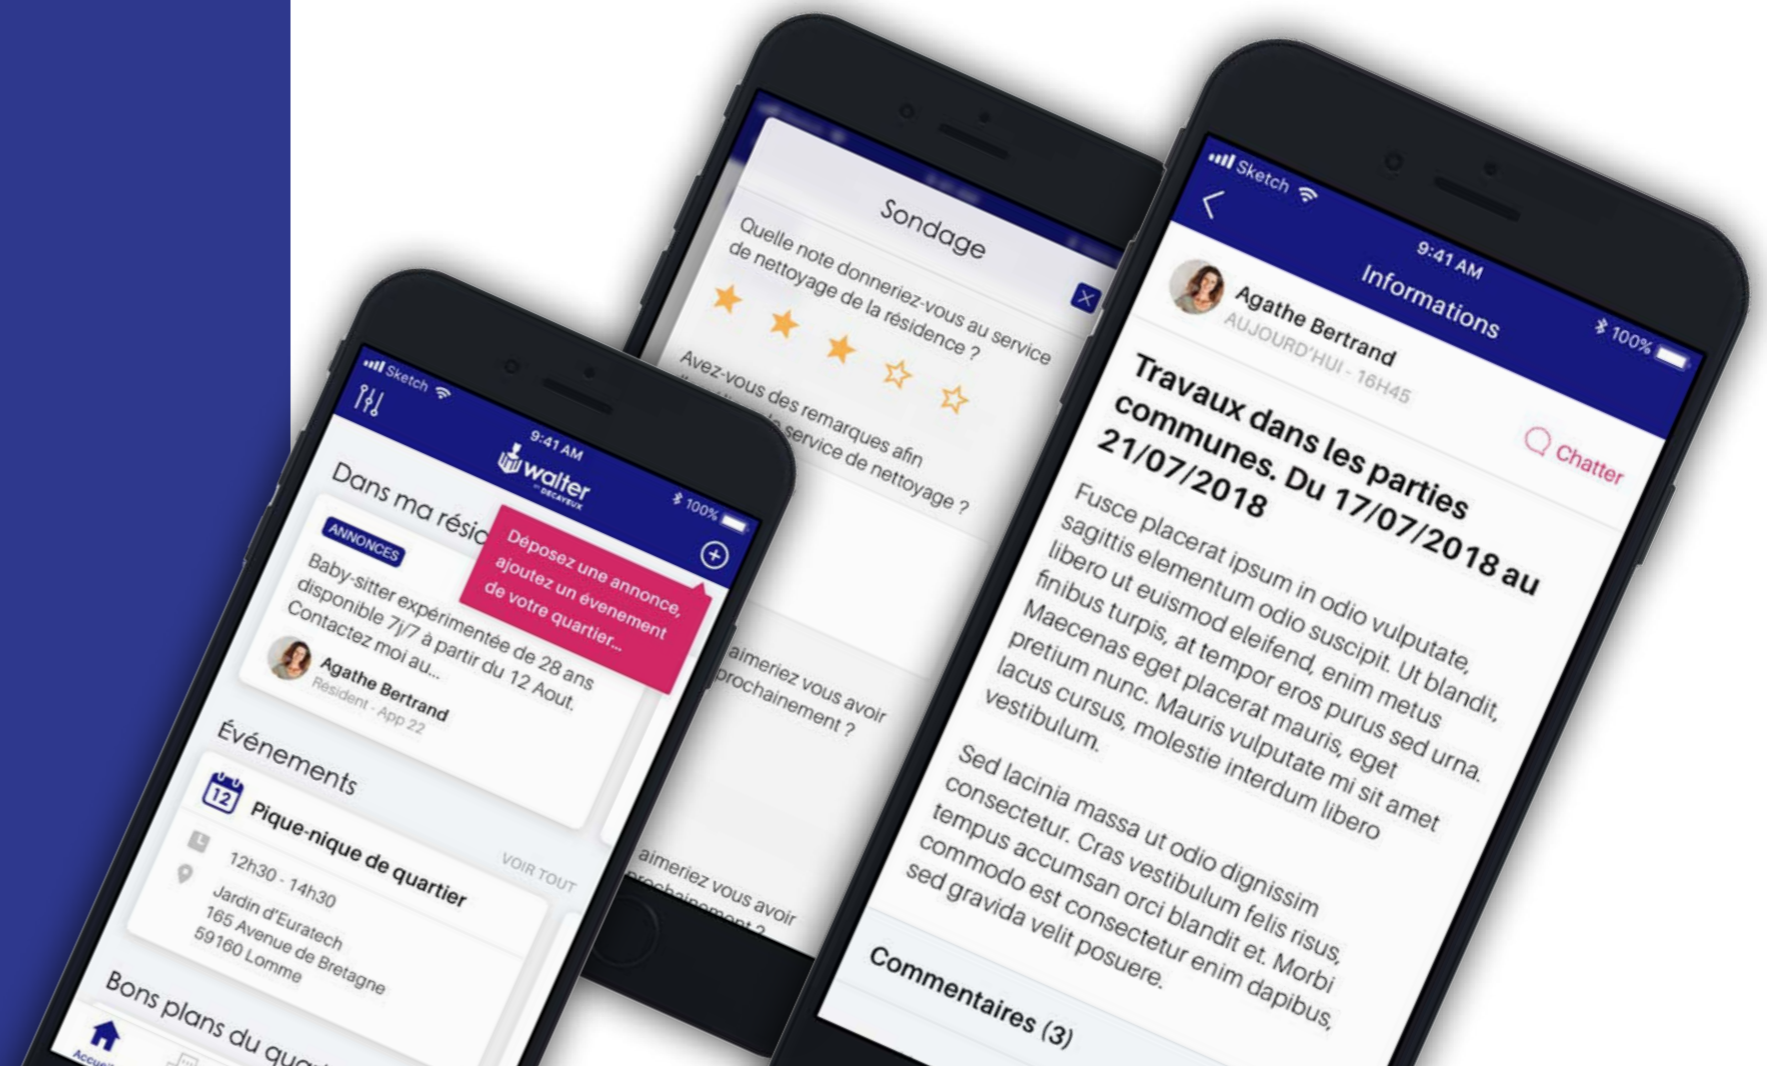 Sketch
9:41 AM
100%
walter
BY DECAYEUX
Dans ma résid
Déposez une annonce,
ajoutez un évenement
de votre quartier...
ANNONCES
Baby-sitter expérimentée de 28 ans
disponible 7j/7 à partir du 12 Aout.
Contactez moi au...
Agathe Bertrand
Résident - App 22
Événements
VOIR TOUT
12
Pique-nique de quartier
12h30 - 14h30
Jardin d'Euratech
165 Avenue de Bretagne
59160 Lomme
Bons plans du
Accueil
Sondage
Quelle note donneriez-vous au service
de nettoyage de la résidence ?
Avez-vous des remarques afin
service de nettoyage ?
aimeriez vous avoir
prochainement ?
aimeriez vous avoir
prochainement ?
Sketch
9:41 AM
100%
Informations
Agathe Bertrand
AUJOURD'HUI - 16H45
Chatter
Travaux dans les parties
communes. Du 17/07/2018 au
21/07/2018
Fusce placerat ipsum in odio vulputate,
sagittis elementum odio suscipit. Ut blandit,
libero ut euismod eleifend, enim metus
finibus turpis, at tempor eros purus sed urna.
Maecenas eget placerat mauris, eget
pretium nunc. Mauris vulputate mi sit amet
lacus cursus, molestie interdum libero
vestibulum.
Sed lacinia massa ut odio dignissim
consectetur. Cras vestibulum felis risus,
tempus accumsan orci blandit et. Morbi
commodo est consectetur enim dapibus,
sed gravida velit posuere.
Commentaires (3)